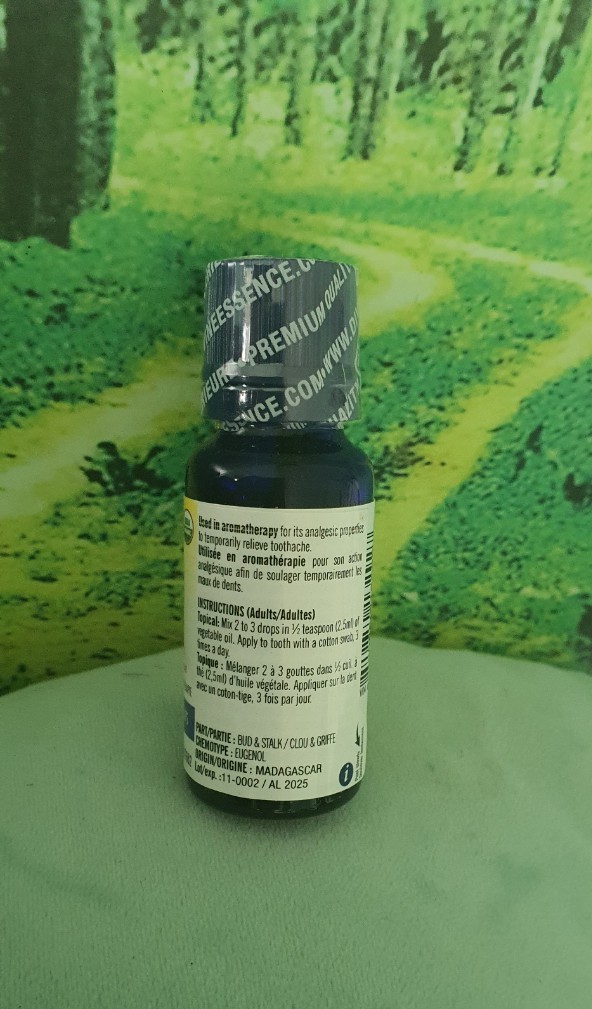 NEESSENCE.C
PREMIUM QUAL
IEUR
ESSENCE.COM
WWW.D
Used in aromatherapy for its analgesic properties
to temporarily relieve toothache.
Utilisée en aromathérapie pour son action
analgésique afin de soulager temporairement les
maux de dents.
INSTRUCTIONS (Adults/Adultes)
Topical: Mix 2 to 3 drops in ½ teaspoon (2.5ml) of
vegetable oil. Apply to tooth with a cotton swab, 3
times a day.
Topique : Mélanger 2 à 3 gouttes dans ½ cuil. à
thé (2,5ml) d'huile végétale. Appliquer sur la dent
avec un coton-tige, 3 fois par jour.
PART/PARTIE : BUD & STALK / CLOU & GRIFFE
CHEMOTYPE : EUGENOL
ORIGIN/ORIGINE : MADAGASCAR
Lot/exp. :11-0002 / AL 2025